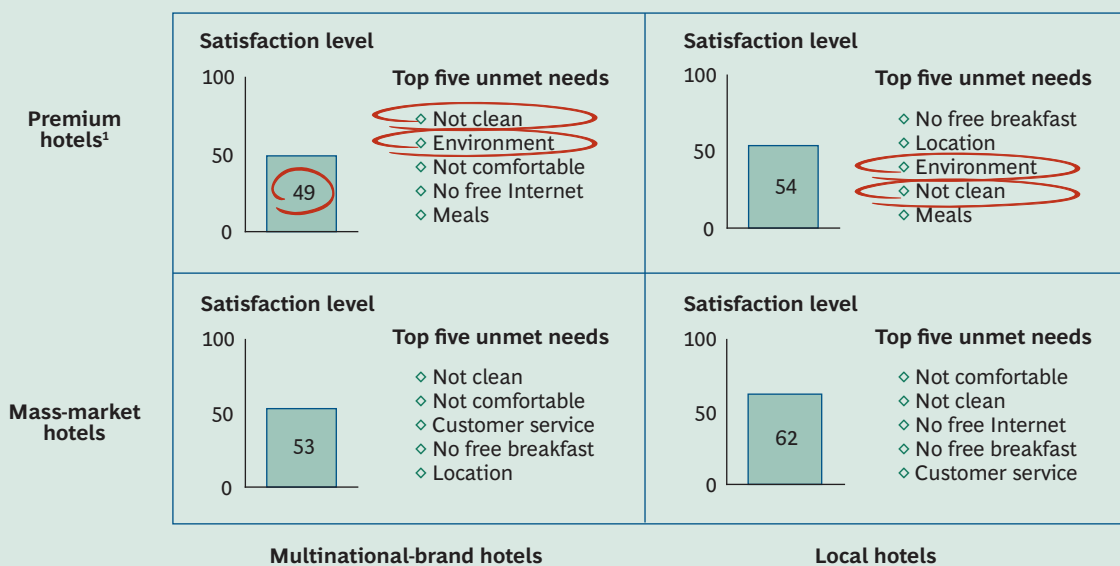 Satisfaction level
100
50
0
49
Top five unmet needs
Not clean
Environment
Not comfortable
No free Internet
Meals
Satisfaction level
100
50
0
54
Top five unmet needs
No free breakfast
Location
Environment
Not clean
Meals
Premium
hotels¹
Satisfaction level
100
50
0
53
Top five unmet needs
Not clean
Not comfortable
Customer service
No free breakfast
Location
Satisfaction level
100
50
0
62
Top five unmet needs
Not comfortable
Not clean
No free Internet
No free breakfast
Customer service
Mass-market
hotels
Multinational-brand hotels
Local hotels